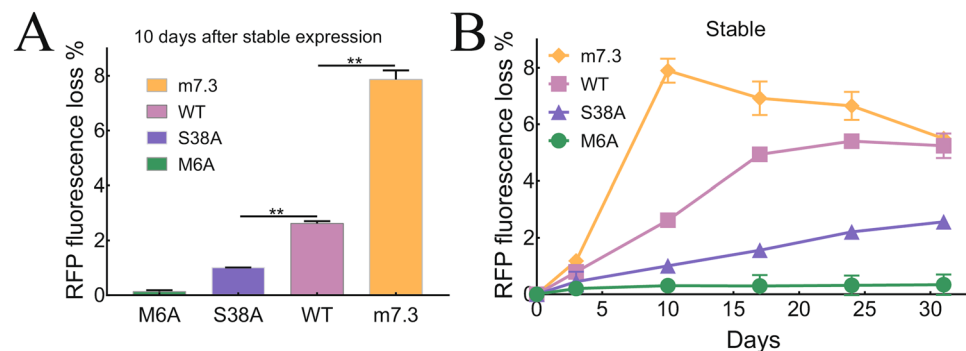 A
10 days after stable expression
RFP fluorescence loss %
8
6
4
2
0
**
**
m7.3
WT
S38A
M6A
M6A S38A WT m7.3
B
Stable
RFP fluorescence loss %
8
6
4
2
0
m7.3
WT
S38A
M6A
0 5 10 15 20 25 30
Days